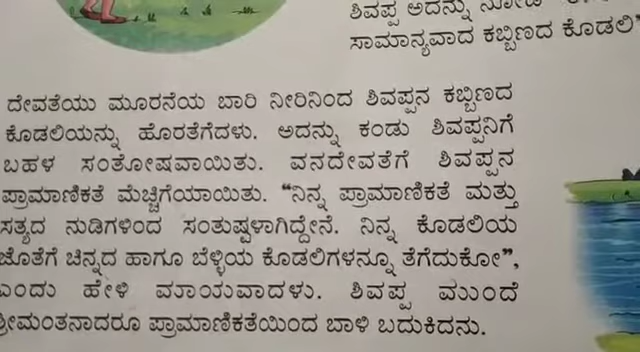 ಶಿವಪ್ಪ ಅದನ್ನು
ಸಾಮಾನ್ಯವಾದ ಕಬ್ಬಿಣದ ಕೊಡಲಿ"
ದೇವತೆಯು ಮೂರನೆಯ ಬಾರಿ ನೀರಿನಿಂದ ಶಿವಪ್ಪನ ಕಬ್ಬಿಣದ
ಕೊಡಲಿಯನ್ನು ಹೊರತೆಗೆದಳು. ಅದನ್ನು ಕಂಡು ಶಿವಪ್ಪನಿಗೆ
ಬಹಳ ಸಂತೋಷವಾಯಿತು. ವನದೇವತೆಗೆ ಶಿವಪ್ಪನ
ಪ್ರಾಮಾಣಿಕತೆ ಮೆಚ್ಚಿಗೆಯಾಯಿತು. "ನಿನ್ನ ಪ್ರಾಮಾಣಿಕತೆ ಮತ್ತು
ಸತ್ಯದ ನುಡಿಗಳಿಂದ ಸಂತುಷ್ಟಳಾಗಿದ್ದೇನೆ. ನಿನ್ನ ಕೊಡಲಿಯ
ಜೊತೆಗೆ ಚಿನ್ನದ ಹಾಗೂ ಬೆಳ್ಳಿಯ ಕೊಡಲಿಗಳನ್ನೂ ತೆಗೆದುಕೋ",
ಎಂದು ಹೇಳಿ ಮಾಯವಾದಳು. ಶಿವಪ್ಪ ಮುಂದೆ
ಶ್ರೀಮಂತನಾದರೂ ಪ್ರಾಮಾಣಿಕತೆಯಿಂದ ಬಾಳಿ ಬದುಕಿದನು.